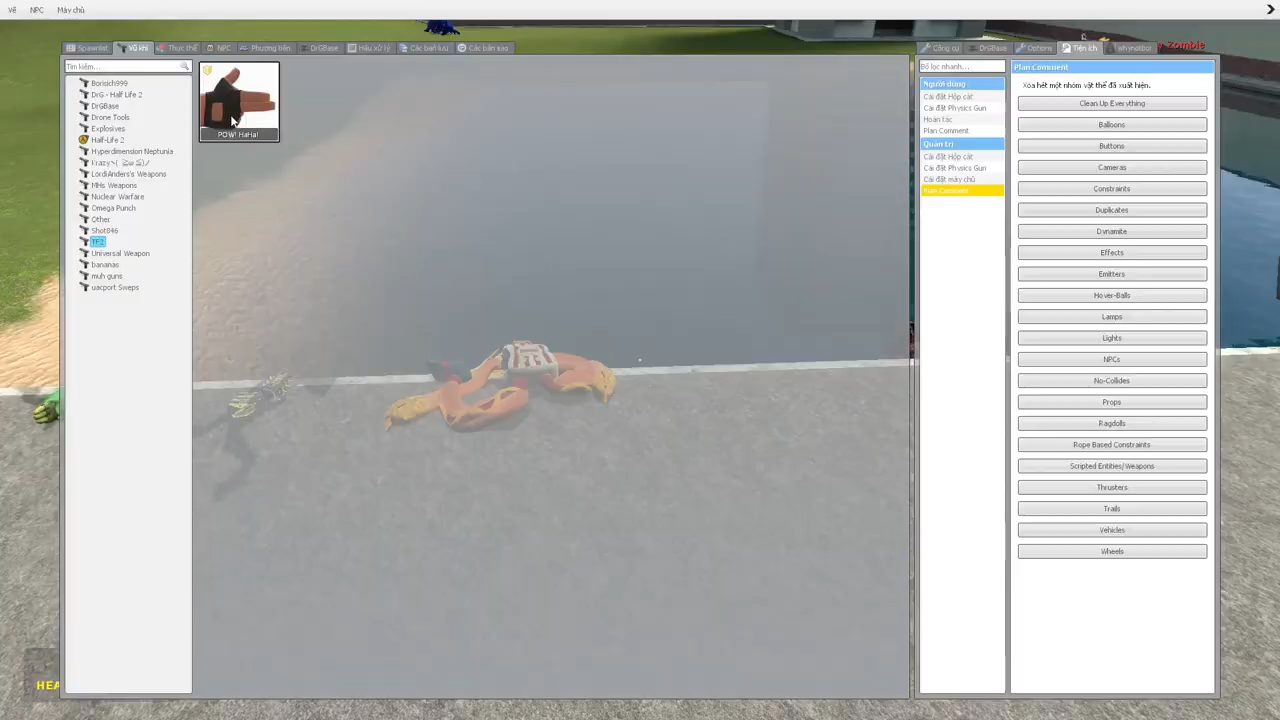 Vẽ NPC Máy chủ
Spawnlist Vũ khí Thực thể NPC Phương tiện DrGBase Hậu xử lý Các bản lưu Các bản sao
Công cụ DrGBase Options Tiện ích whynotboi
y Zombie
Tìm kiếm...
Borisich999
DrG - Half Life 2
DrGBase
Drone Tools
Explosives
Half-Life 2
Hyperdimension Neptunia
LordiAnders's Weapons
MHs Weapons
Nuclear Warfare
Omega Punch
Other
Shot846
TF2
Universal Weapon
bananas
muh guns
uacport Sweps
POW! HaHa!
Bộ lọc nhanh...
Người dùng
Cài đặt Hộp cát
Cài đặt Physics Gun
Hoàn tác
Plan Comment
Quản trị
Cài đặt Hộp cát
Cài đặt Physics Gun
Cài đặt máy chủ
Plan Comment
Plan Comment
Xóa hết một nhóm vật thể đã xuất hiện.
Clean Up Everything
Balloons
Buttons
Cameras
Constraints
Duplicates
Dynamite
Effects
Emitters
Hover-Balls
Lamps
Lights
NPCs
No-Collides
Props
Ragdolls
Rope Based Constraints
Scripted Entities/Weapons
Thrusters
Trails
Vehicles
Wheels
HEA